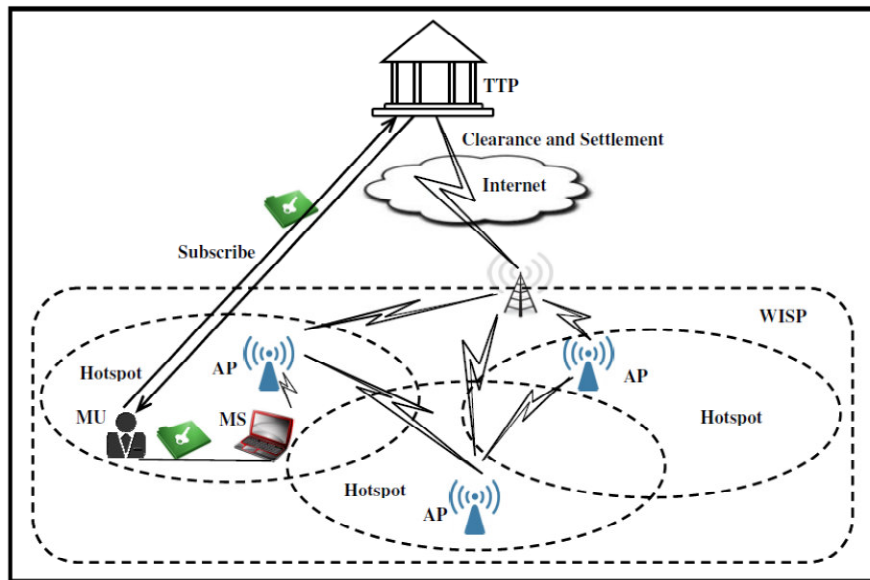 TTP
Clearance and Settlement
Internet
Subscribe
WISP
Hotspot
AP
AP
MU
MS
Hotspot
Hotspot
AP